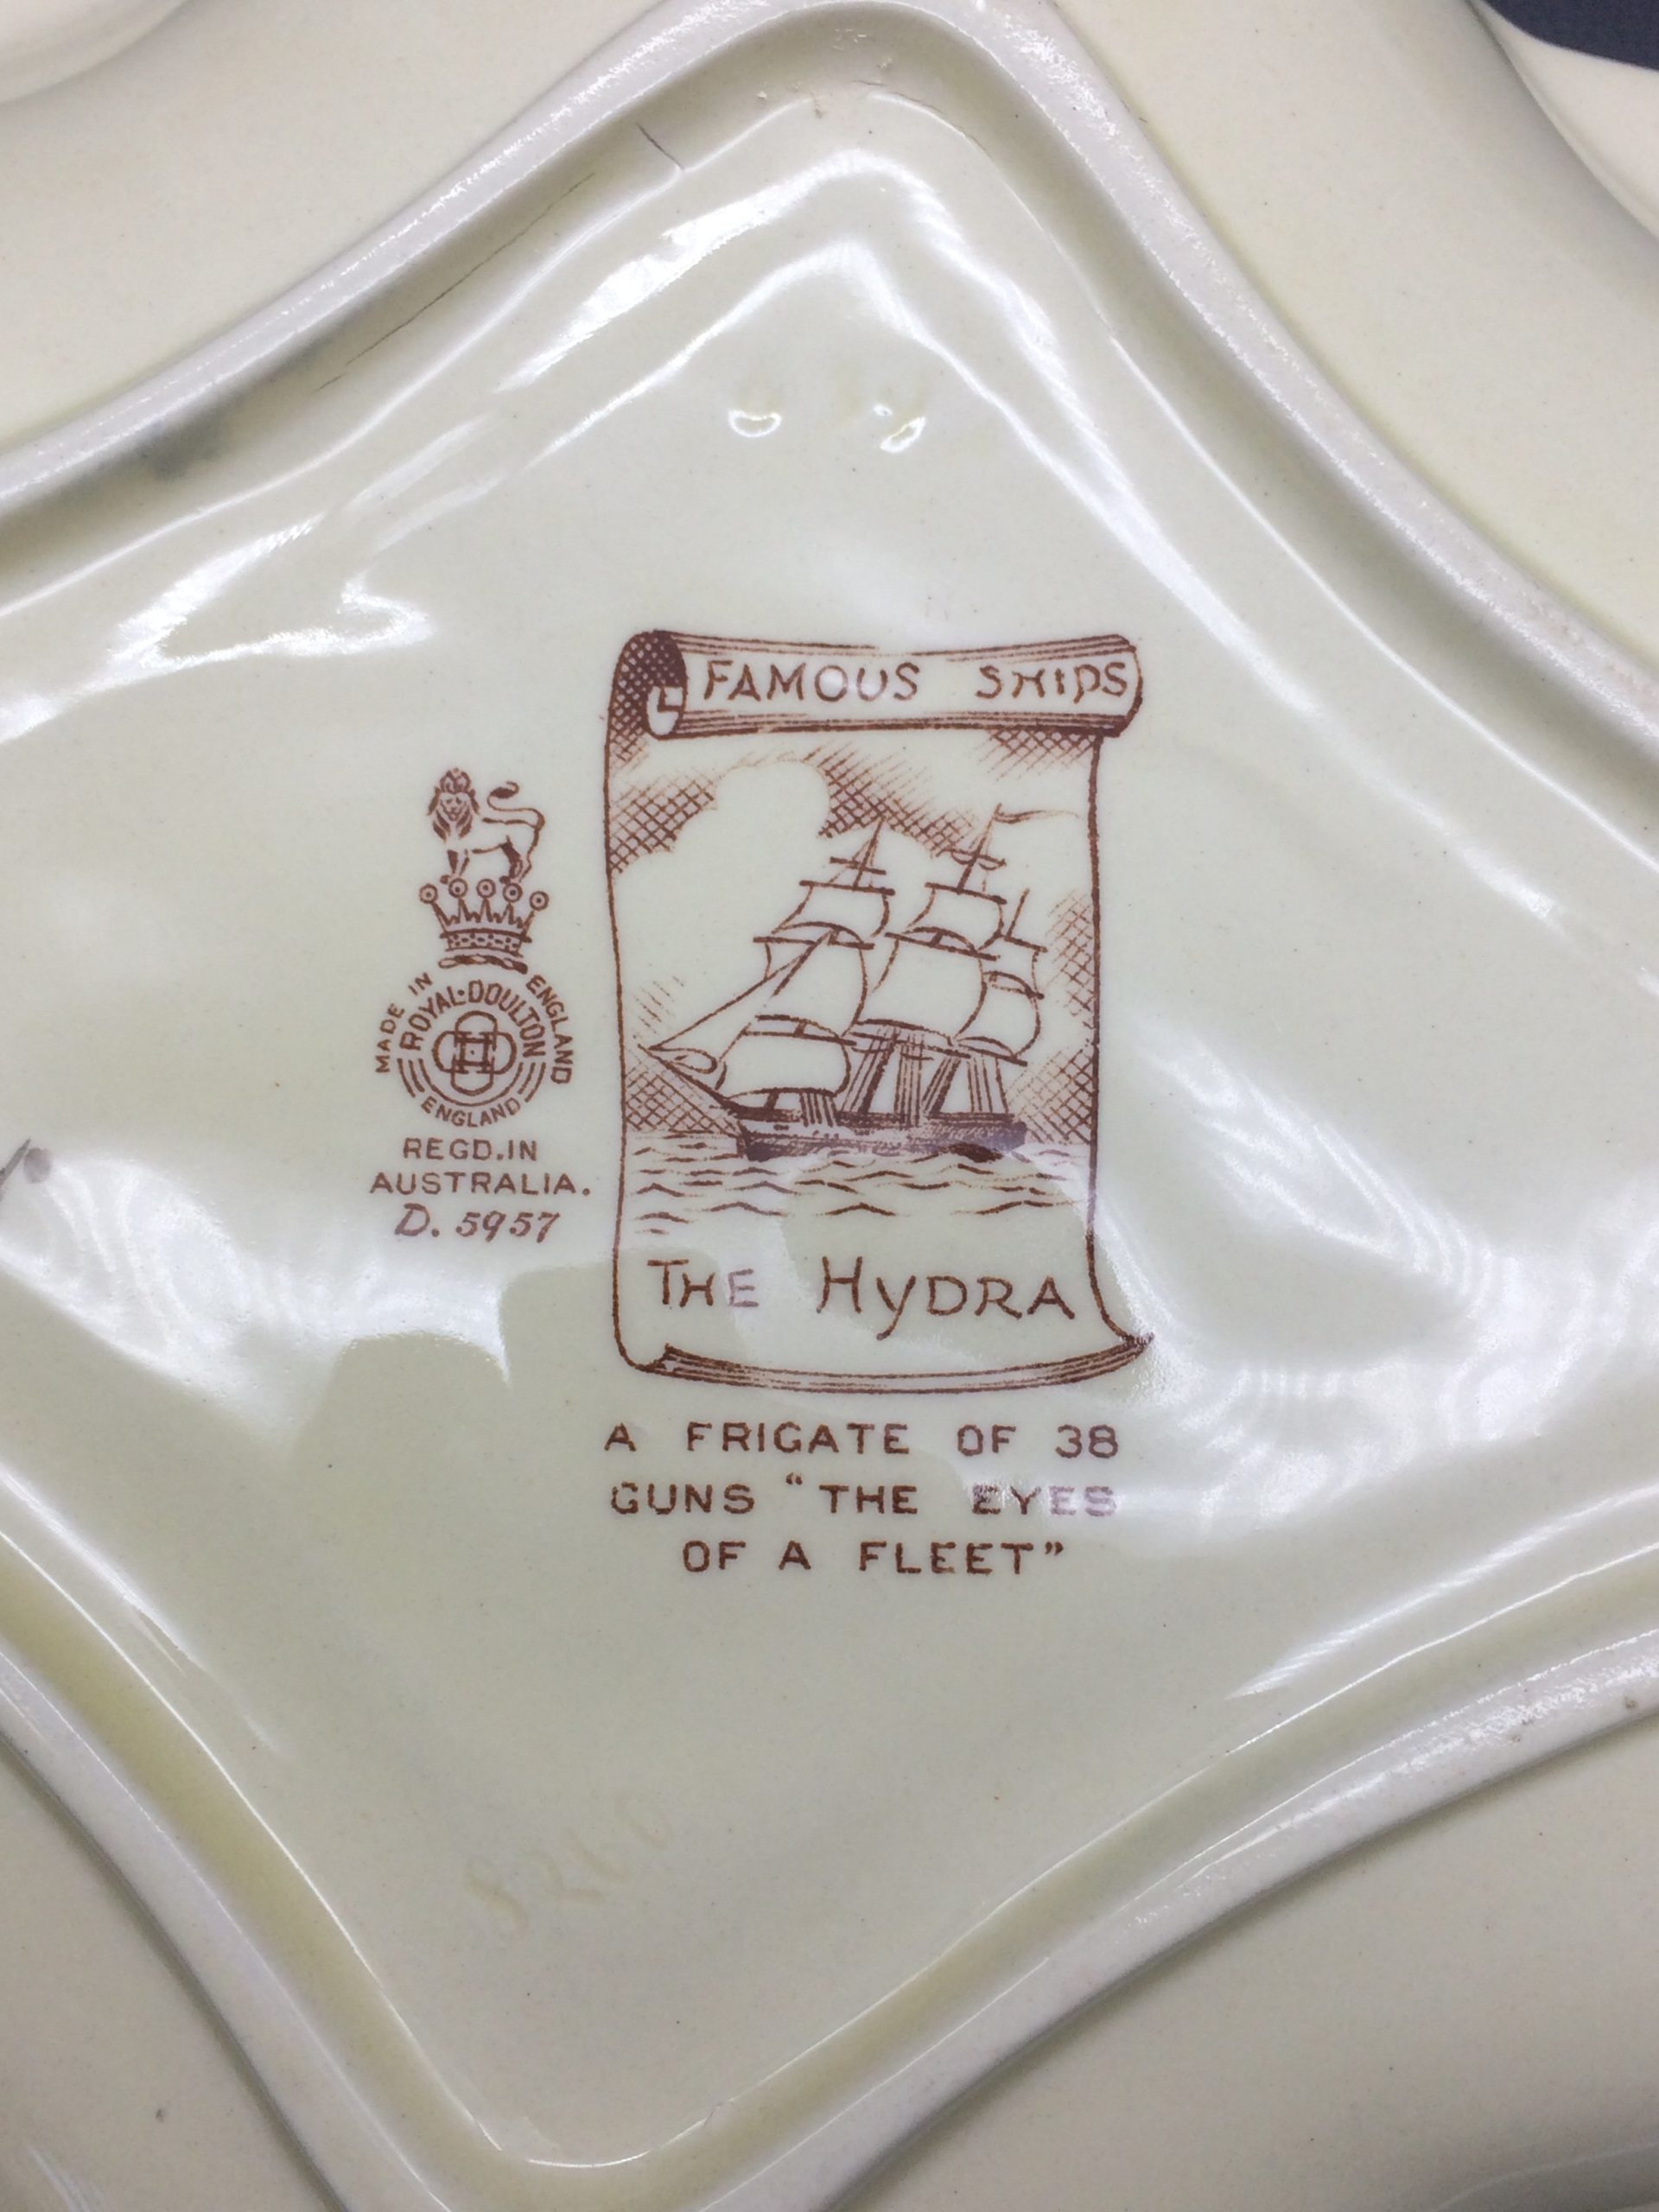 FAMOUS SHIPS
MADE IN ENGLAND
ROYAL·DOULTON
ENGLAND
REGD.IN
AUSTRALIA.
D. 5957
THE HYDRA
A FRIGATE OF 38
GUNS “THE EYES
OF A FLEET”